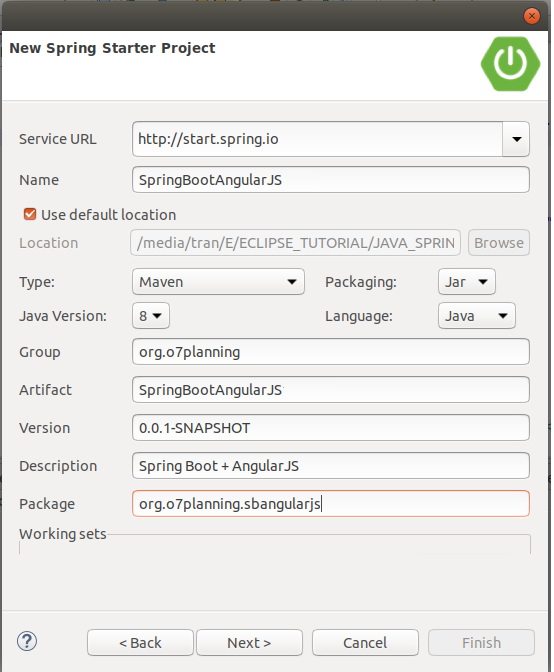 New Spring Starter Project
Service URL http://start.spring.io
Name SpringBootAngularJS
Use default location
Location /media/tran/E/ECLIPSE_TUTORIAL/JAVA_SPRIN Browse
Type: Maven Packaging: Jar
Java Version: 8 Language: Java
Group org.o7planning
Artifact SpringBootAngularJS
Version 0.0.1-SNAPSHOT
Description Spring Boot + AngularJS
Package org.o7planning.sbangularjs
Working sets
? < Back Next > Cancel Finish